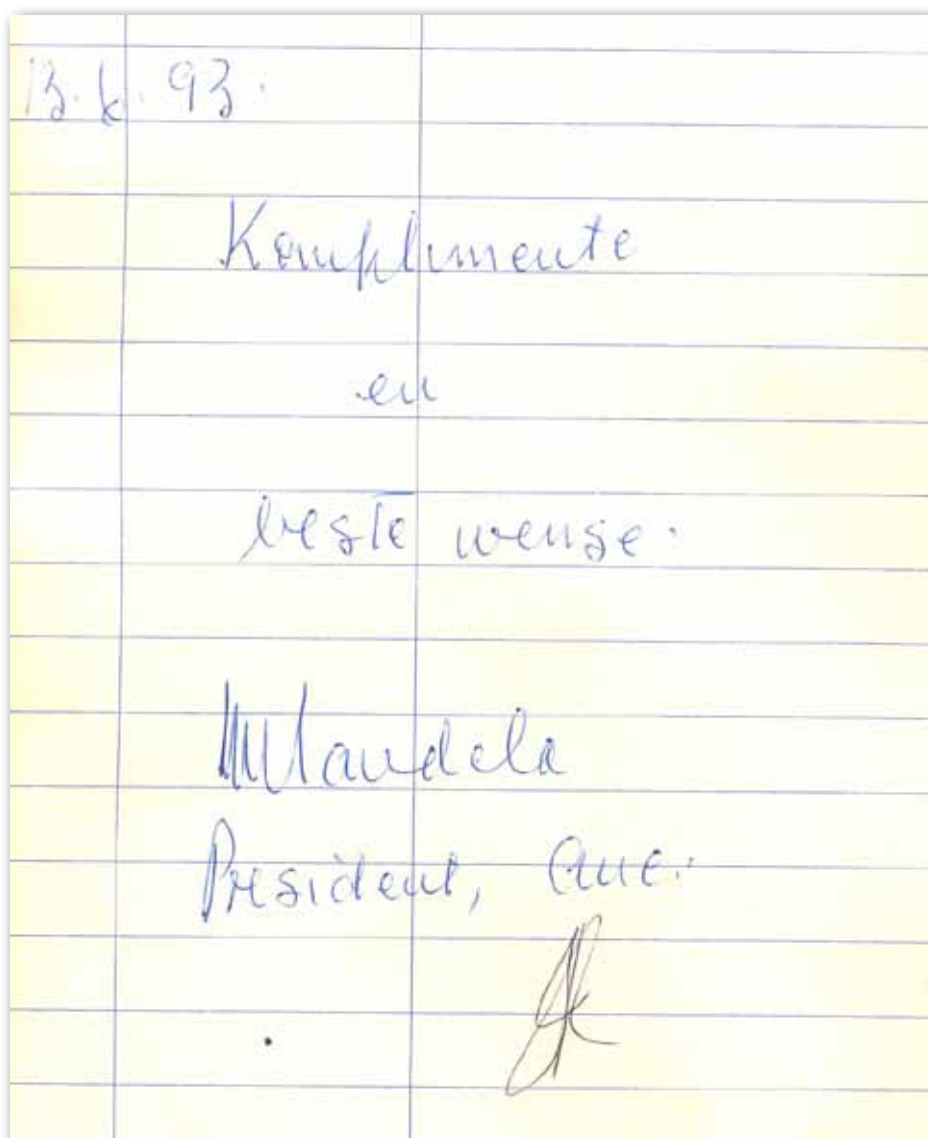 13.6.93.
Komplimente
en
beste wense.
Mandela
President, ANC.